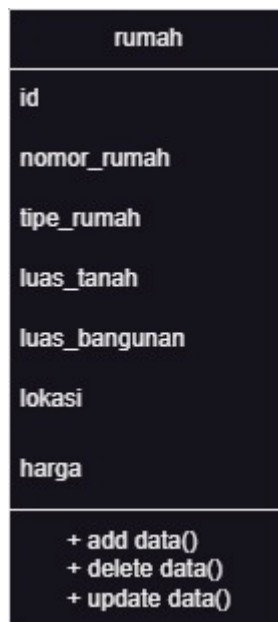 rumah
id
nomor_rumah
tipe_rumah
luas_tanah
luas_bangunan
lokasi
harga
+ add data()
+ delete data()
+ update data()